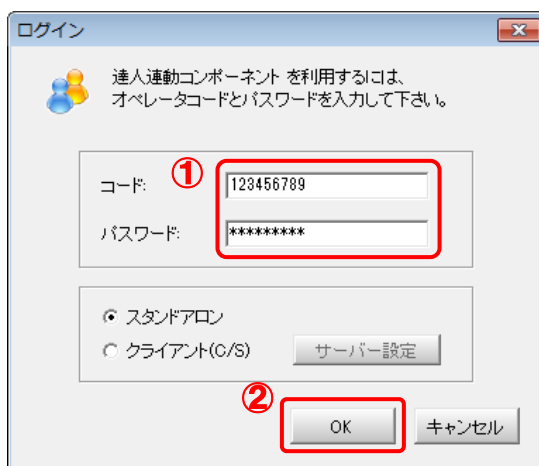 ログイン
達人連動コンポーネント を利用するには、
オペレータコードとパスワードを入力して下さい。
①
コード: 123456789
パスワード: *********
スタンドアロン
クライアント(C/S) サーバー設定
②
OK キャンセル